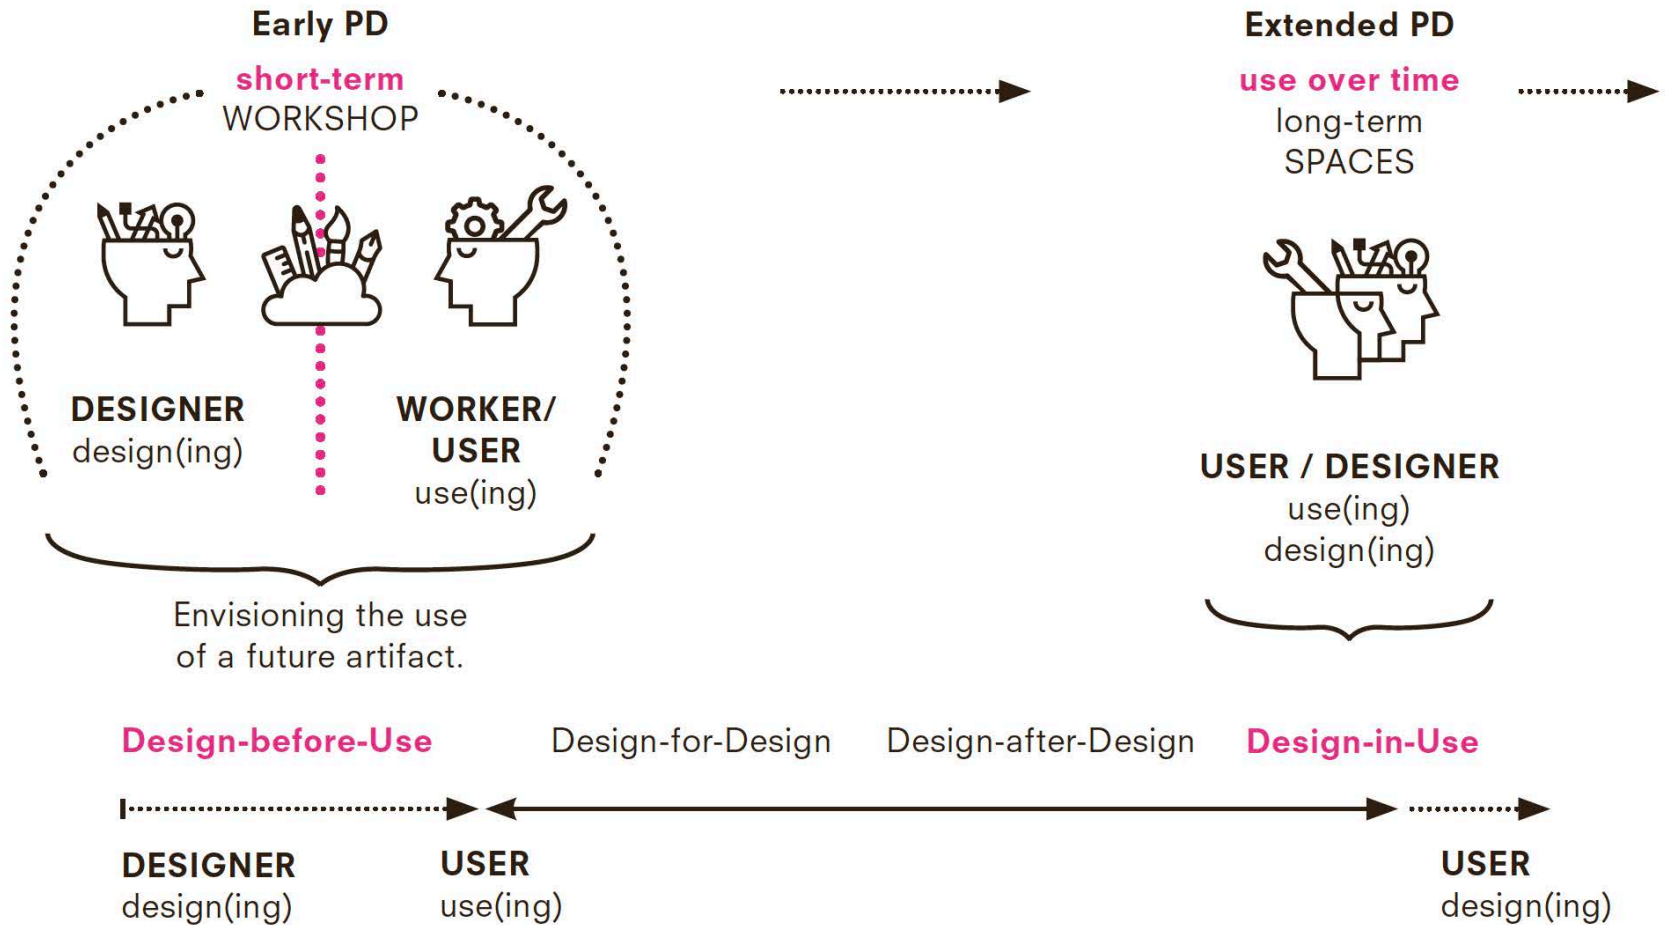 Early PD
short-term
WORKSHOP
DESIGNER
design(ing)
WORKER/
USER
use(ing)
Envisioning the use
of a future artifact.
Extended PD
use over time
long-term
SPACES
USER / DESIGNER
use(ing)
design(ing)
Design-before-Use
Design-for-Design
Design-after-Design
Design-in-Use
DESIGNER
design(ing)
USER
use(ing)
USER
design(ing)